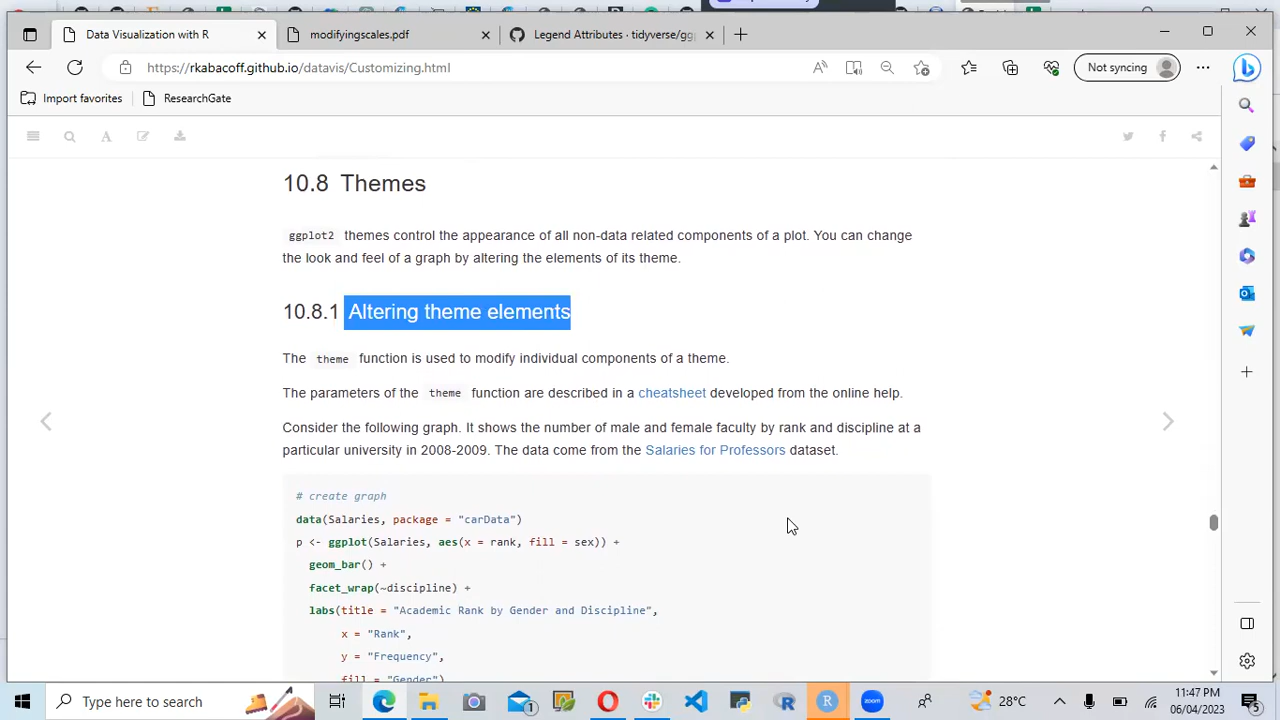 Data Visualization with R
modifyingscales.pdf
Legend Attributes · tidyverse/ggp
https://rkabacoff.github.io/datavis/Customizing.html
Not syncing
Import favorites
ResearchGate
10.8 Themes
ggplot2 themes control the appearance of all non-data related components of a plot. You can change
the look and feel of a graph by altering the elements of its theme.
10.8.1 Altering theme elements
The theme function is used to modify individual components of a theme.
The parameters of the theme function are described in a cheatsheet developed from the online help.
Consider the following graph. It shows the number of male and female faculty by rank and discipline at a
particular university in 2008-2009. The data come from the Salaries for Professors dataset.
# create graph
data(Salaries, package = "carData")
p <- ggplot(Salaries, aes(x = rank, fill = sex)) +
geom_bar() +
facet_wrap(~discipline) +
labs(title = "Academic Rank by Gender and Discipline",
x = "Rank",
y = "Frequency",
fill = "Gender")
Type here to search
1
R
R
zoom
28°C
11:47 PM
06/04/2023
5